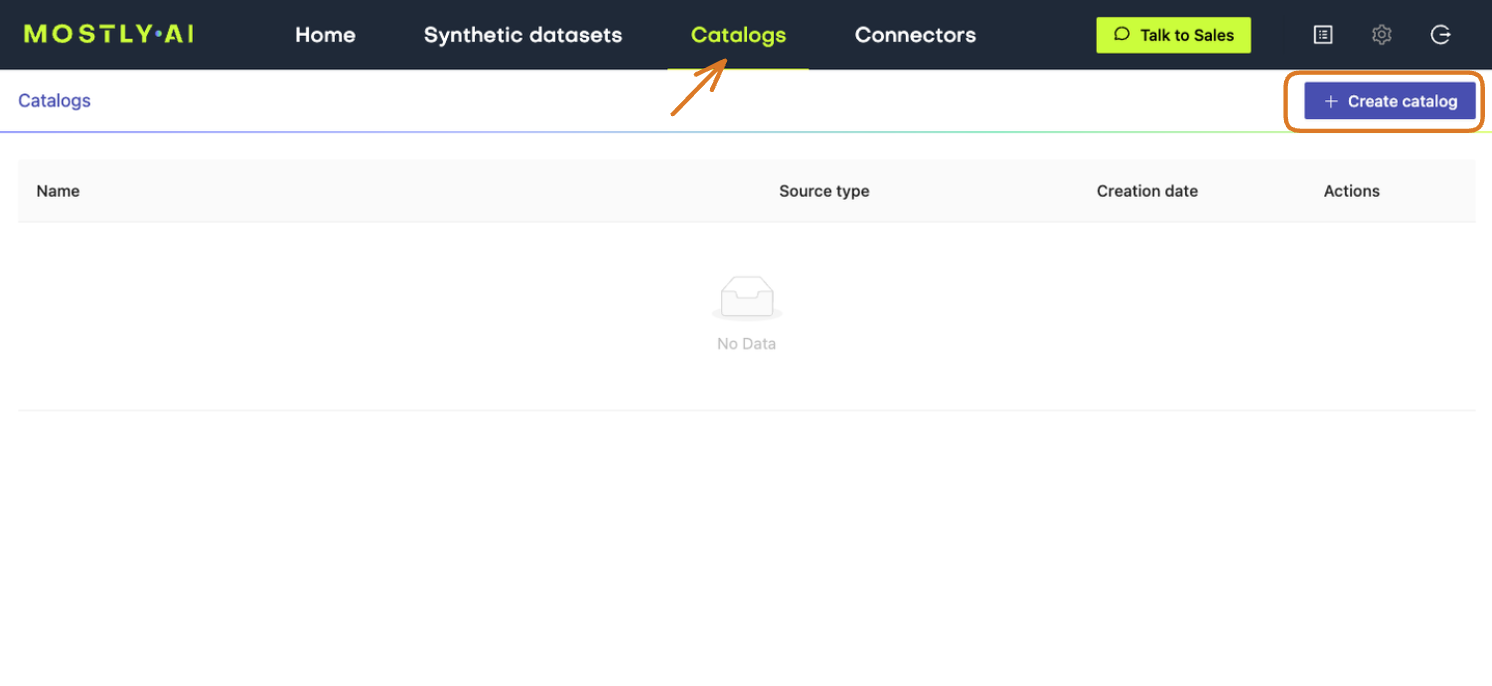 MOSTLY•AI Home Synthetic datasets Catalogs Connectors Talk to Sales
Catalogs + Create catalog
Name Source type Creation date Actions
No Data